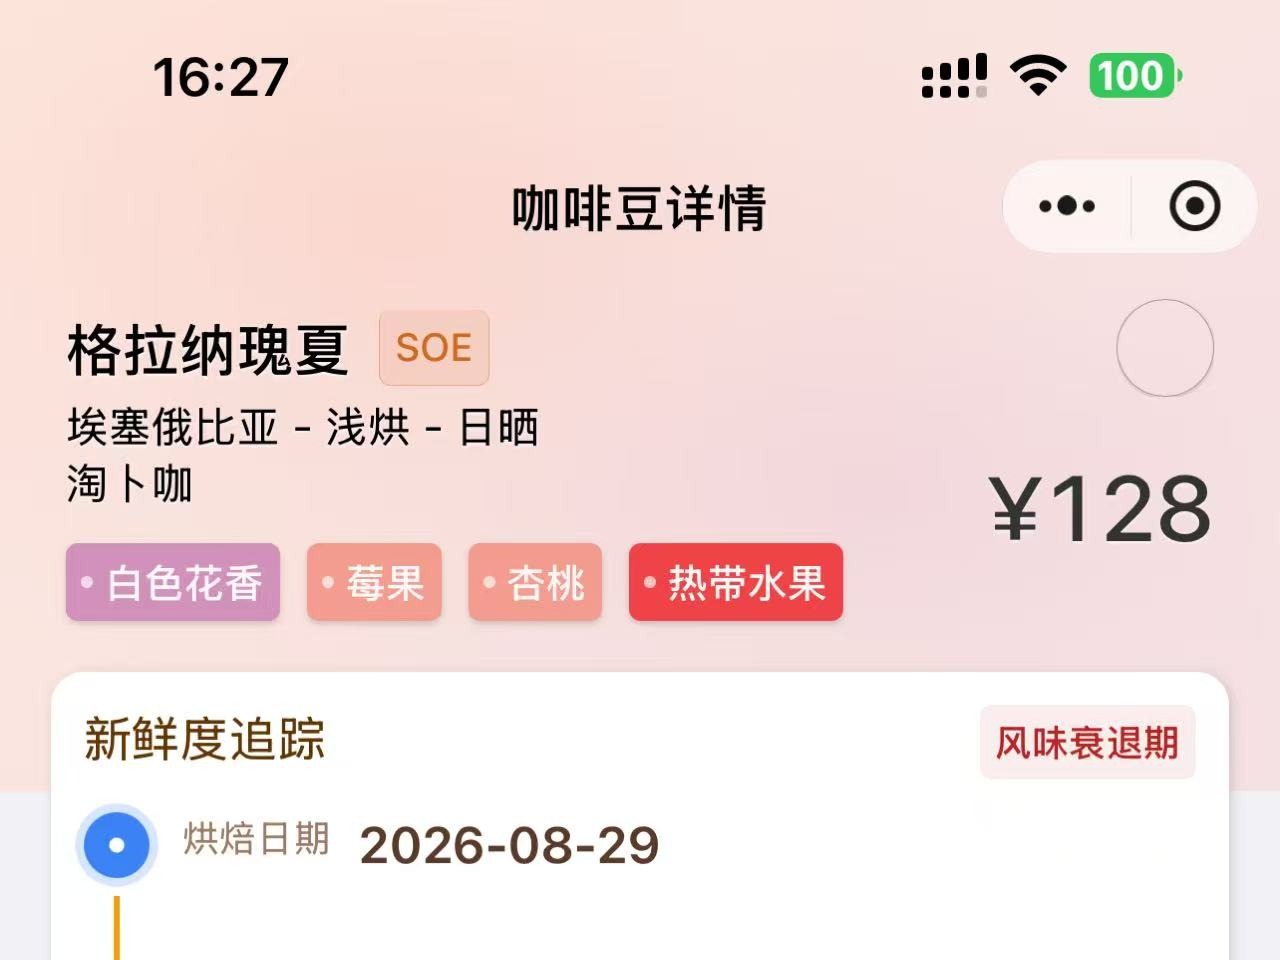 16:27
100
咖啡豆详情
格拉纳瑰夏 SOE
埃塞俄比亚 - 浅烘 - 日晒
淘卜咖
¥128
白色花香 莓果 杏桃 热带水果
新鲜度追踪 风味衰退期
烘焙日期 2026-08-29